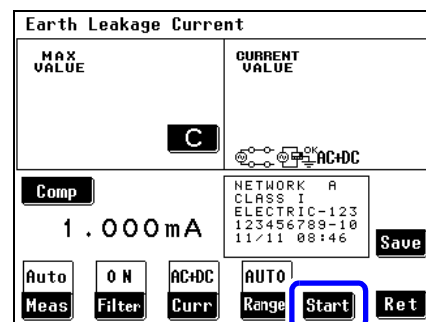 Earth Leakage Current
MAX
VALUE
CURRENT
VALUE
C
OK
AC+DC
Comp
1.000mA
NETWORK A
CLASS I
ELECTRIC-123
123456789-10
11/11 08:46
Save
Auto
ON
AC+DC
AUTO
Meas
Filter
Curr
Range
Start
Ret